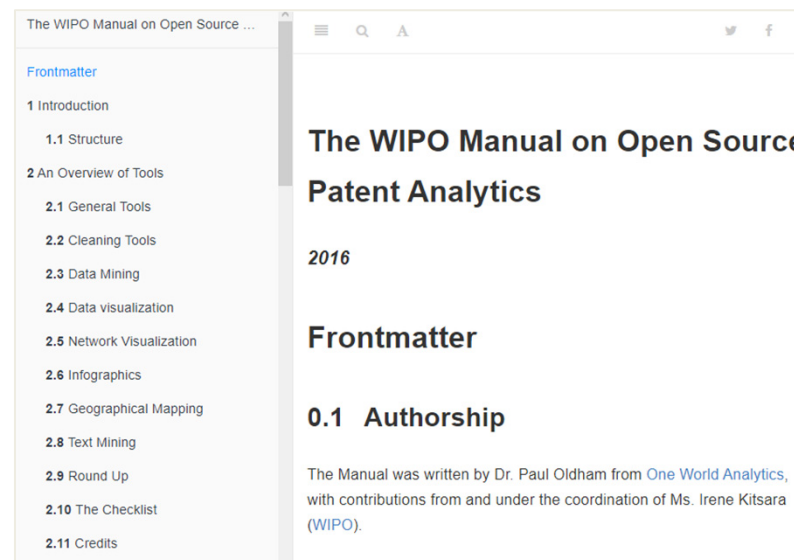 The WIPO Manual on Open Source ...
Frontmatter
1 Introduction
1.1 Structure
2 An Overview of Tools
2.1 General Tools
2.2 Cleaning Tools
2.3 Data Mining
2.4 Data visualization
2.5 Network Visualization
2.6 Infographics
2.7 Geographical Mapping
2.8 Text Mining
2.9 Round Up
2.10 The Checklist
2.11 Credits
A
The WIPO Manual on Open Source
Patent Analytics
2016
Frontmatter
0.1 Authorship
The Manual was written by Dr. Paul Oldham from One World Analytics,
with contributions from and under the coordination of Ms. Irene Kitsara
(WIPO).